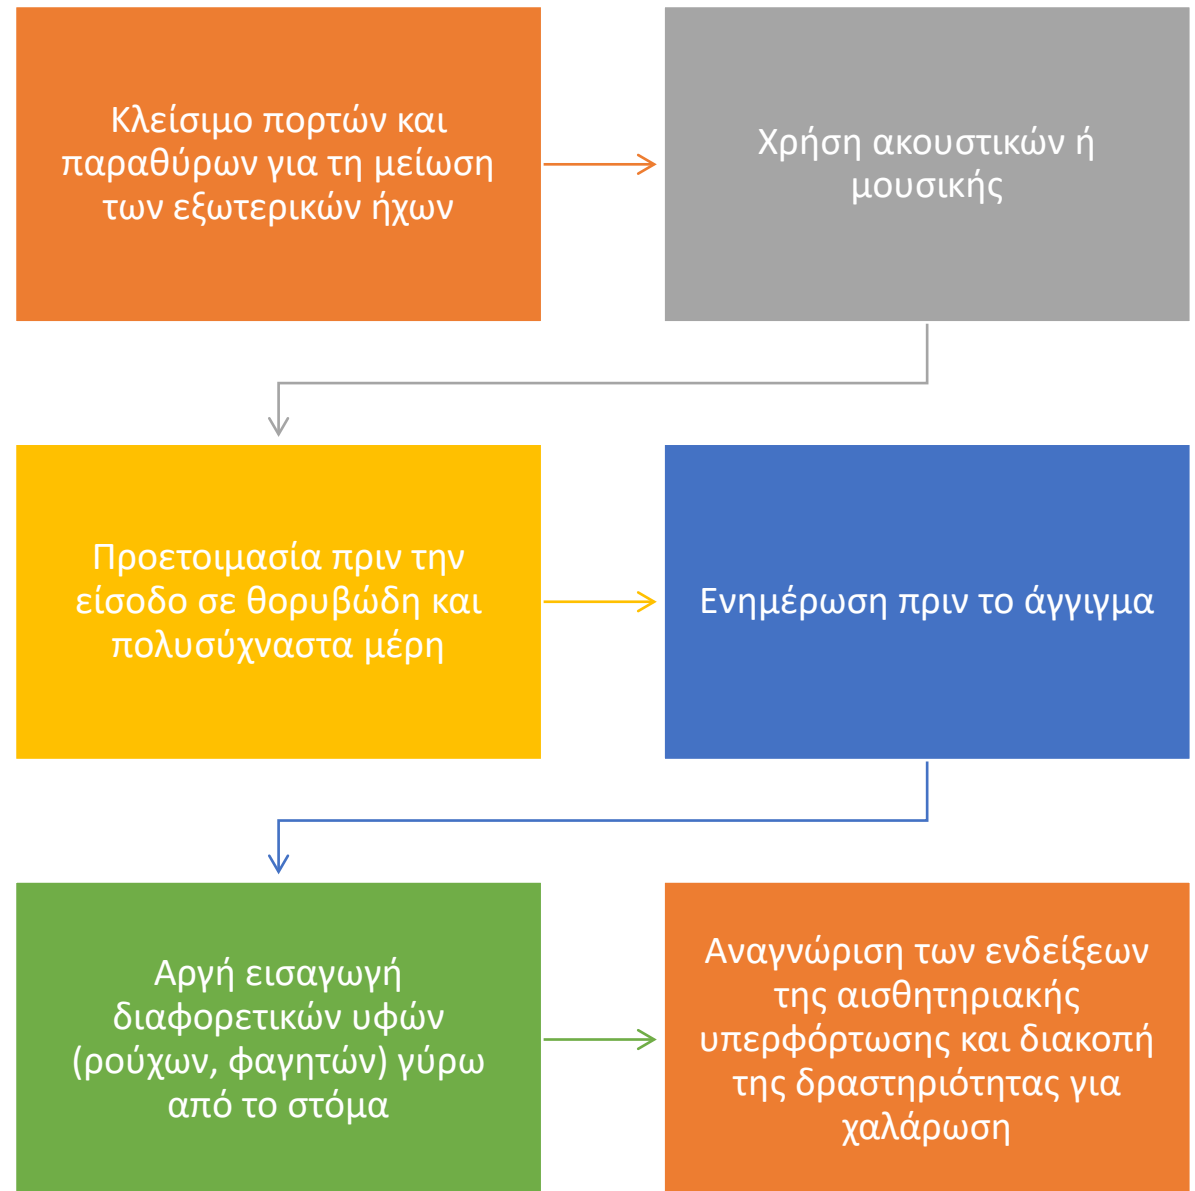 Κλείσιμο πορτών και
παραθύρων για τη μείωση
των εξωτερικών ήχων
Χρήση ακουστικών ή
μουσικής
Προετοιμασία πριν την
είσοδο σε θορυβώδη και
πολυσύχναστα μέρη
Ενημέρωση πριν το άγγιγμα
Αργή εισαγωγή
διαφορετικών υφών
(ρούχων, φαγητών) γύρω
από το στόμα
Αναγνώριση των ενδείξεων
της αισθητηριακής
υπερφόρτωσης και διακοπή
της δραστηριότητας για
χαλάρωση